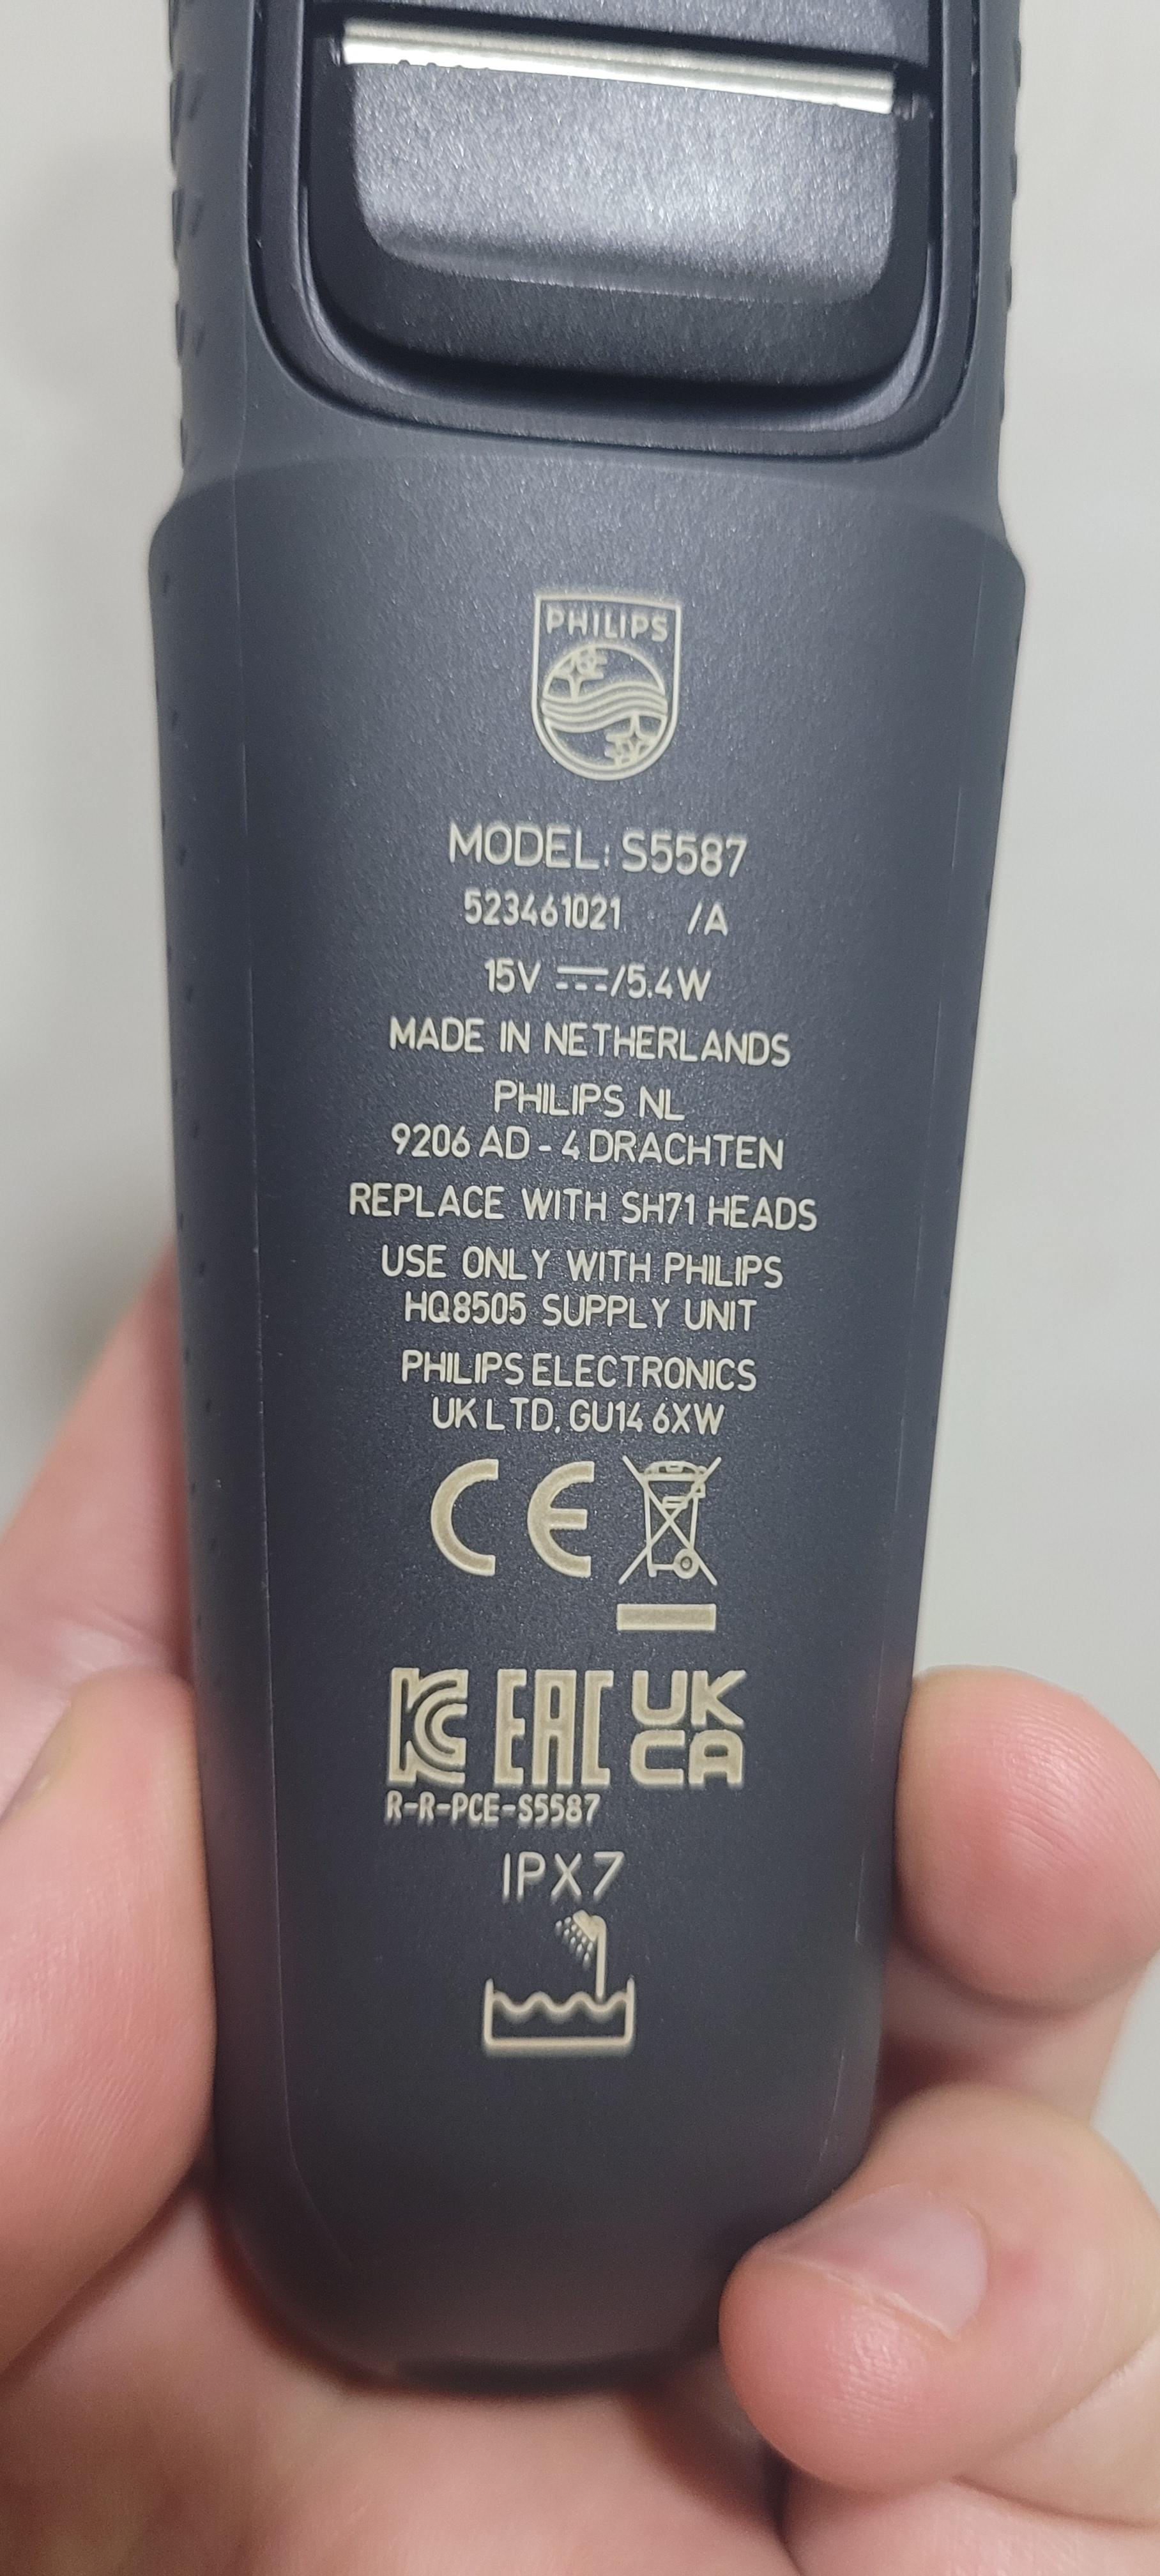 PHILIPS
MODEL: S5587
523461021 /A
15V ⎓/5.4W
MADE IN NETHERLANDS
PHILIPS NL
9206 AD - 4 DRACHTEN
REPLACE WITH SH71 HEADS
USE ONLY WITH PHILIPS
HQ8505 SUPPLY UNIT
PHILIPS ELECTRONICS
UK LTD, GU14 6XW
CE
KC EAC UK
CA
R-R-PCE-S5587
IPX7